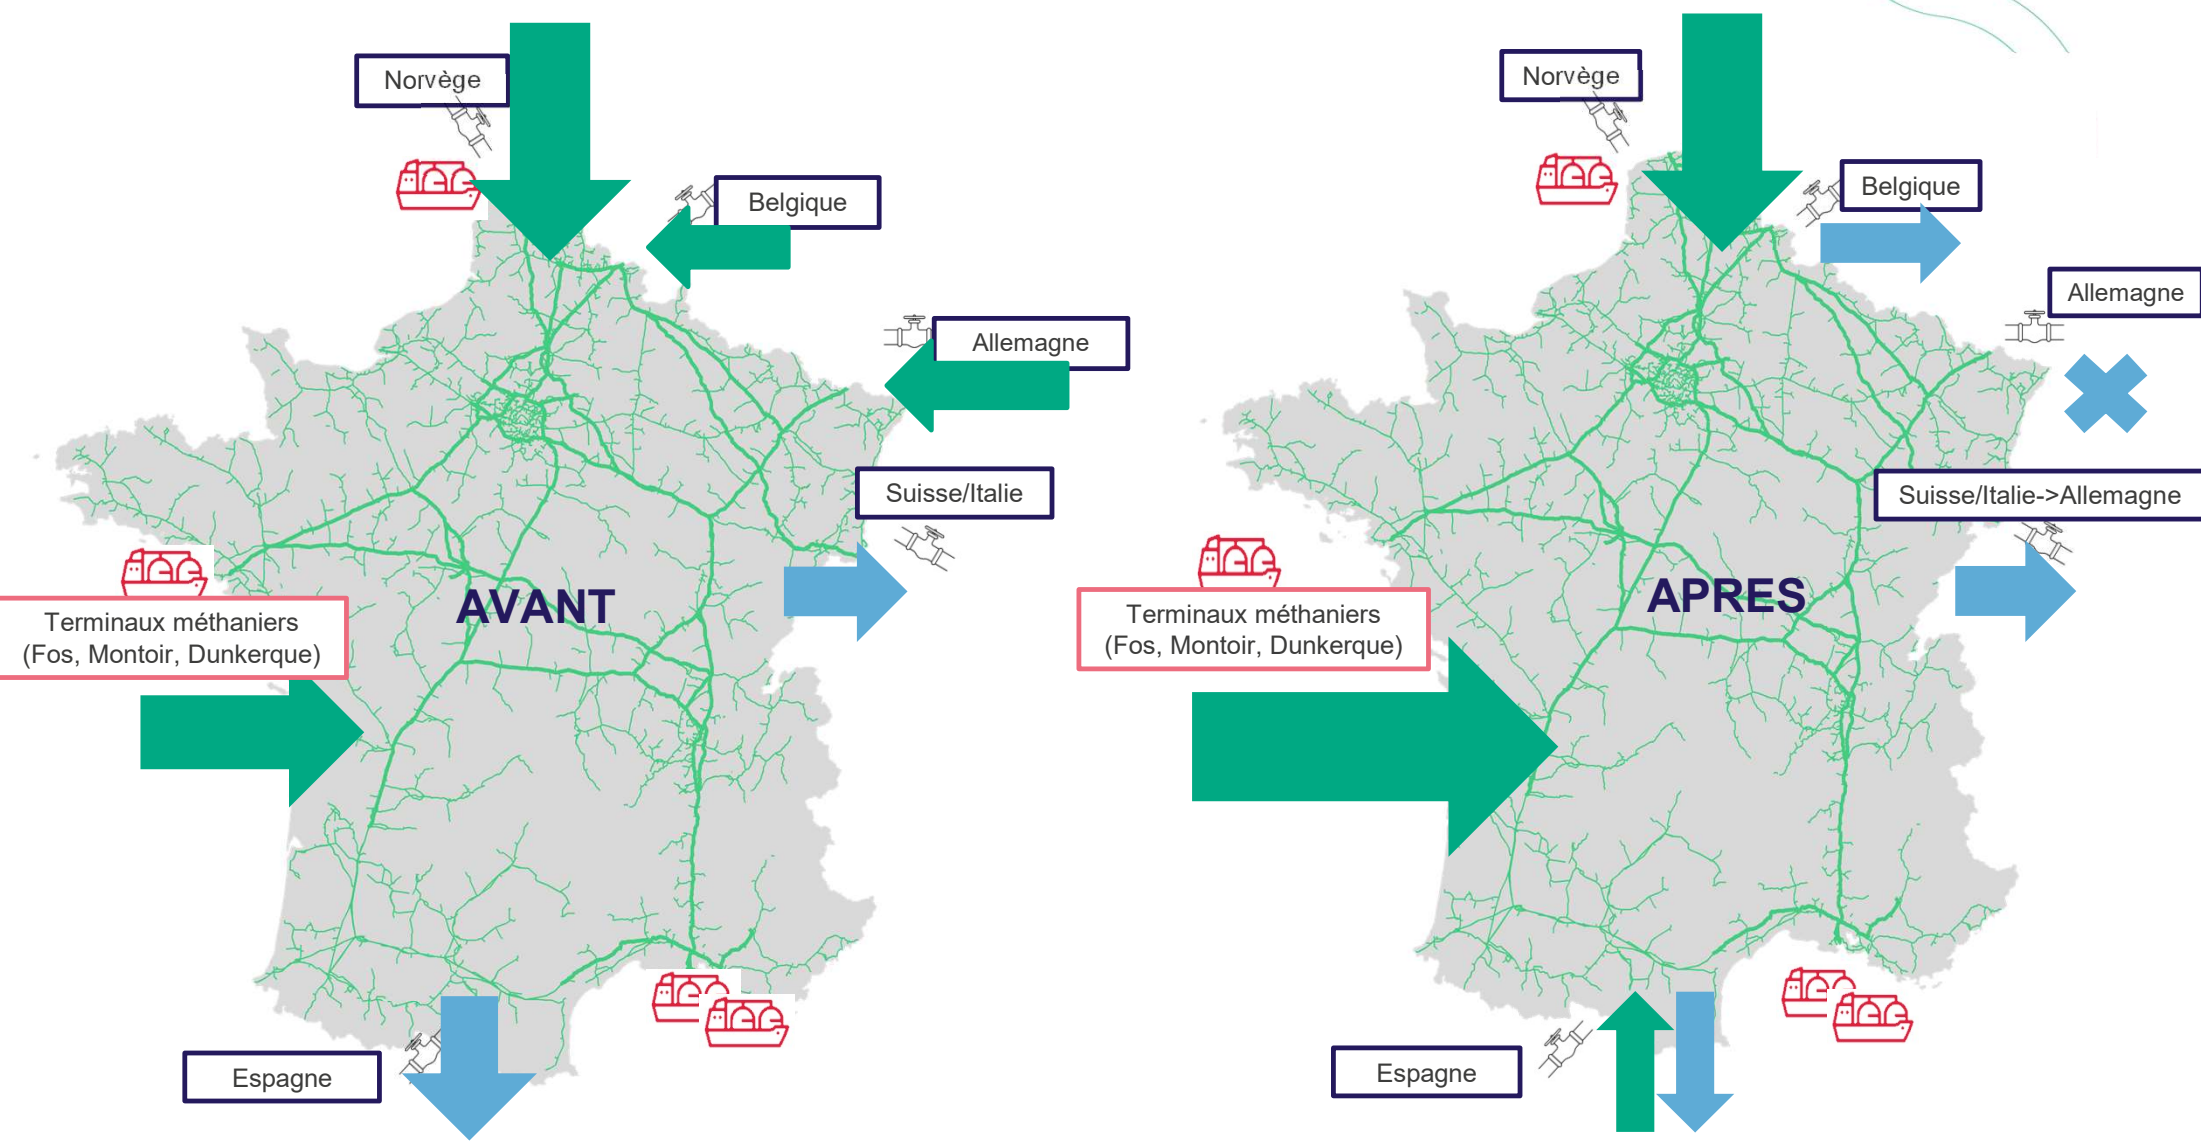 Norvège
Belgique
Allemagne
Suisse/Italie
AVANT
Terminaux méthaniers
(Fos, Montoir, Dunkerque)
Espagne
Norvège
Belgique
Allemagne
Suisse/Italie->Allemagne
APRES
Terminaux méthaniers
(Fos, Montoir, Dunkerque)
Espagne